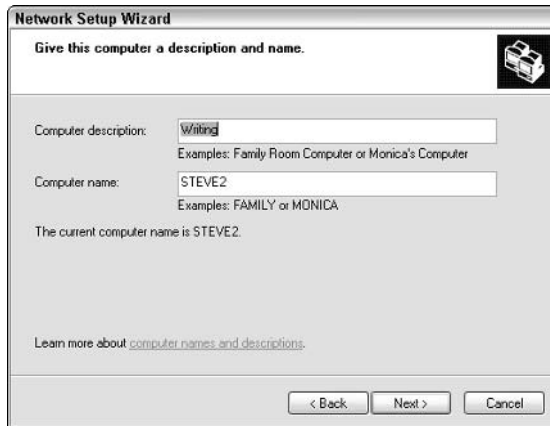 Network Setup Wizard
Give this computer a description and name.
Computer description: Writing
Examples: Family Room Computer or Monica's Computer
Computer name: STEVE2
Examples: FAMILY or MONICA
The current computer name is STEVE2.
Learn more about computer names and descriptions.
< Back Next > Cancel